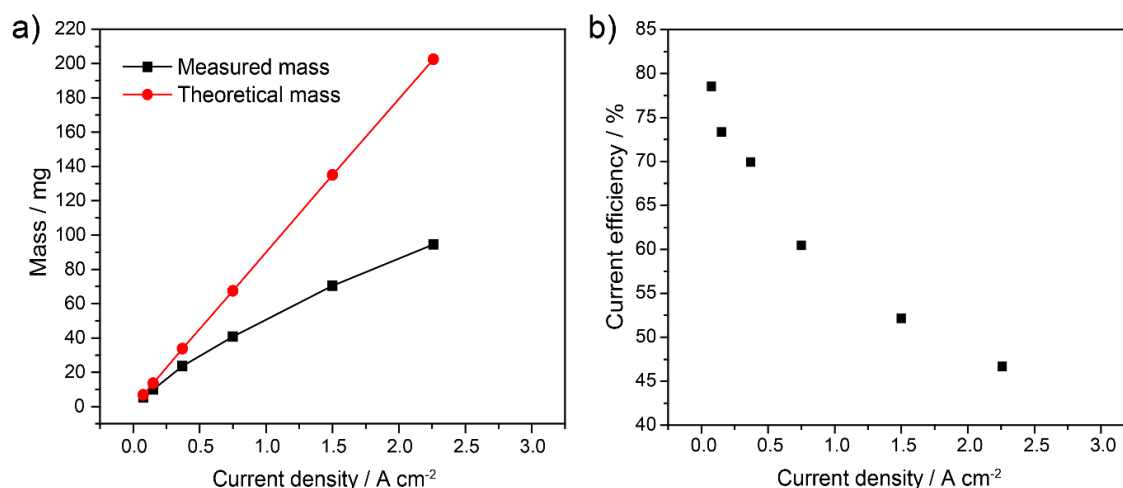 a)
Mass / mg
220
200
180
160
140
120
100
80
60
40
20
0
Measured mass
Theoretical mass
0.0 0.5 1.0 1.5 2.0 2.5 3.0
Current density / A cm⁻²
b)
Current efficiency / %
85
80
75
70
65
60
55
50
45
40
0.0 0.5 1.0 1.5 2.0 2.5 3.0
Current density / A cm⁻²